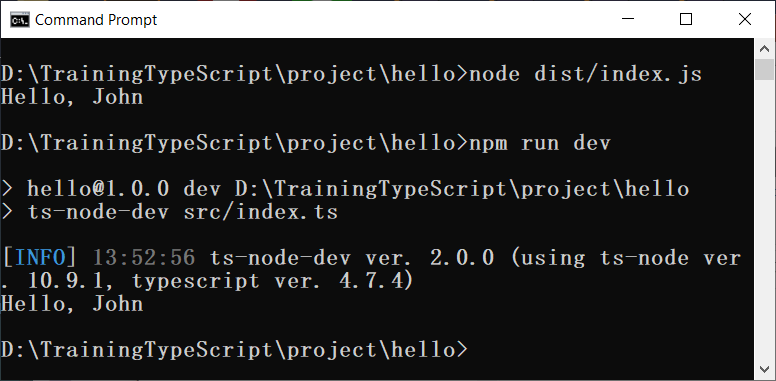 Command Prompt
D:\TrainingTypeScript\project\hello>node dist/index.js
Hello, John
D:\TrainingTypeScript\project\hello>npm run dev
> hello@1.0.0 dev D:\TrainingTypeScript\project\hello
> ts-node-dev src/index.ts
[INFO] 13:52:56 ts-node-dev ver. 2.0.0 (using ts-node ver
. 10.9.1, typescript ver. 4.7.4)
Hello, John
D:\TrainingTypeScript\project\hello>